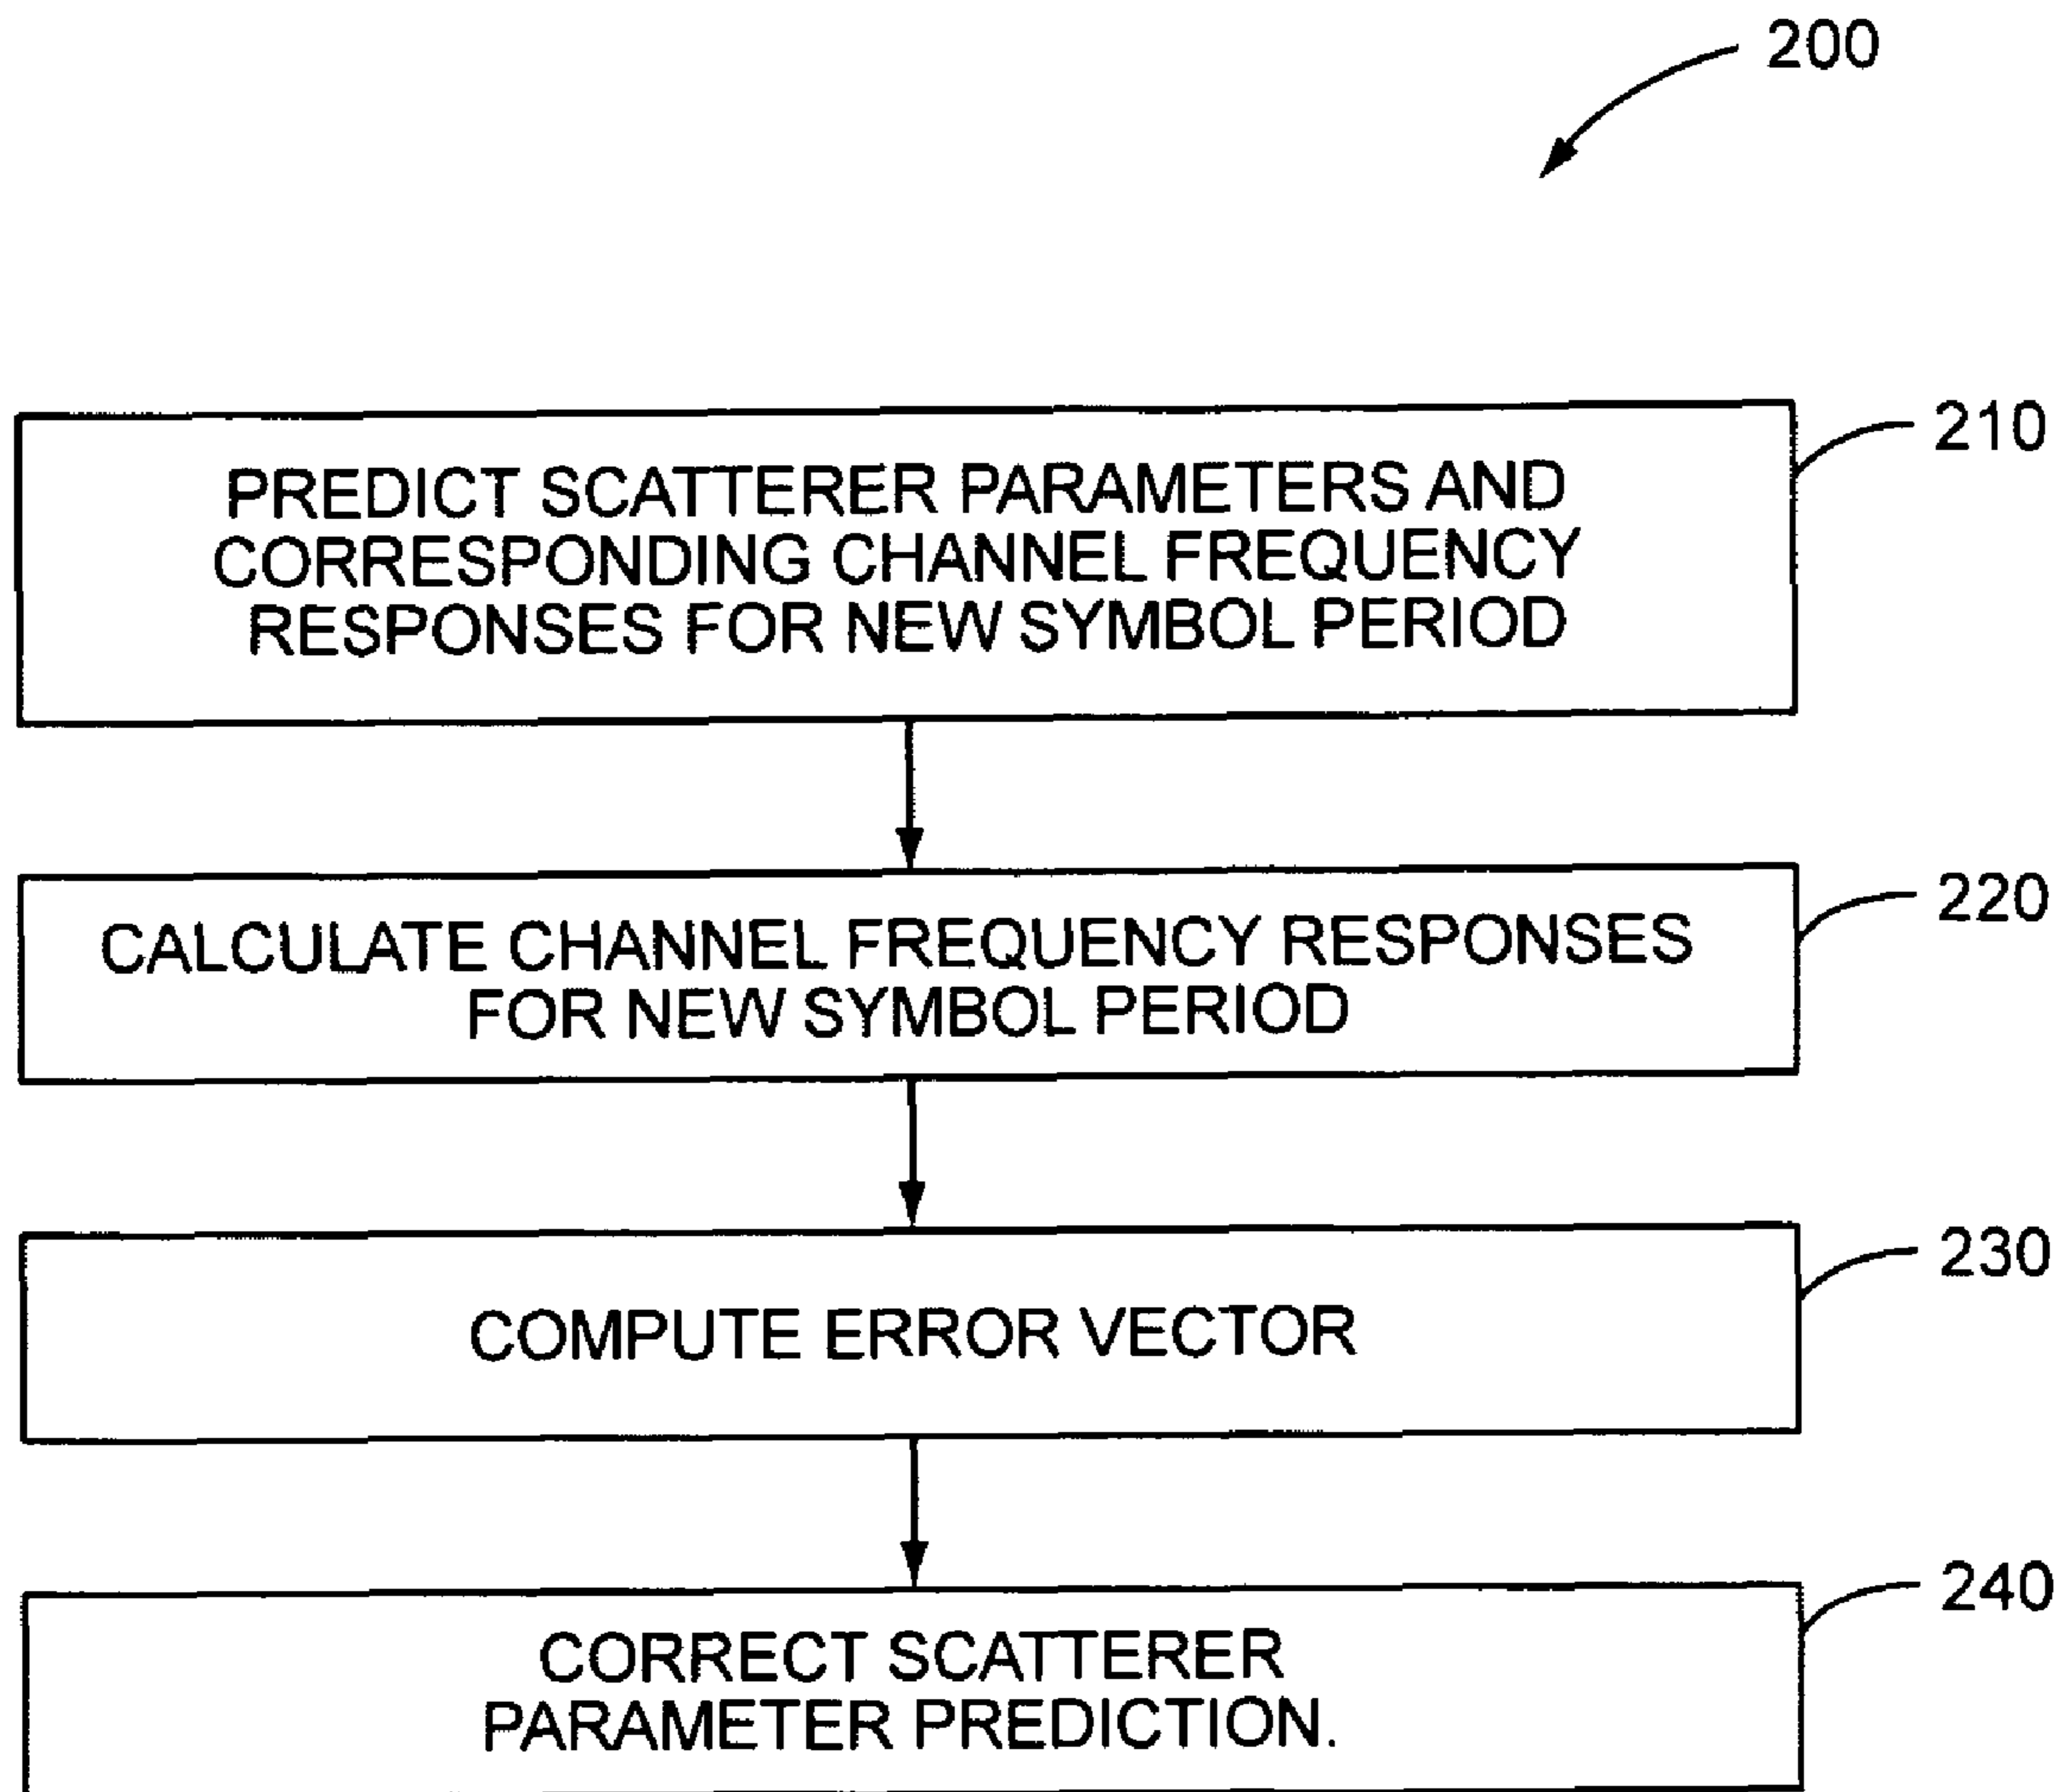 200
210
PREDICT SCATTERER PARAMETERS AND
CORRESPONDING CHANNEL FREQUENCY
RESPONSES FOR NEW SYMBOL PERIOD
220
CALCULATE CHANNEL FREQUENCY RESPONSES
FOR NEW SYMBOL PERIOD
230
COMPUTE ERROR VECTOR
240
CORRECT SCATTERER
PARAMETER PREDICTION.